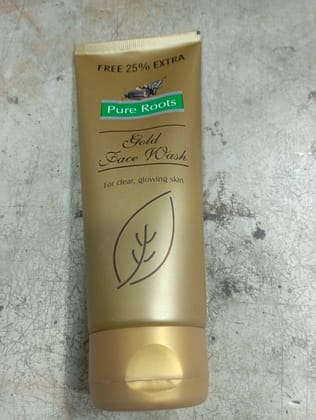 FREE 25% EXTRA
Pure Roots
Gold
Face Wash
For clear, glowing skin